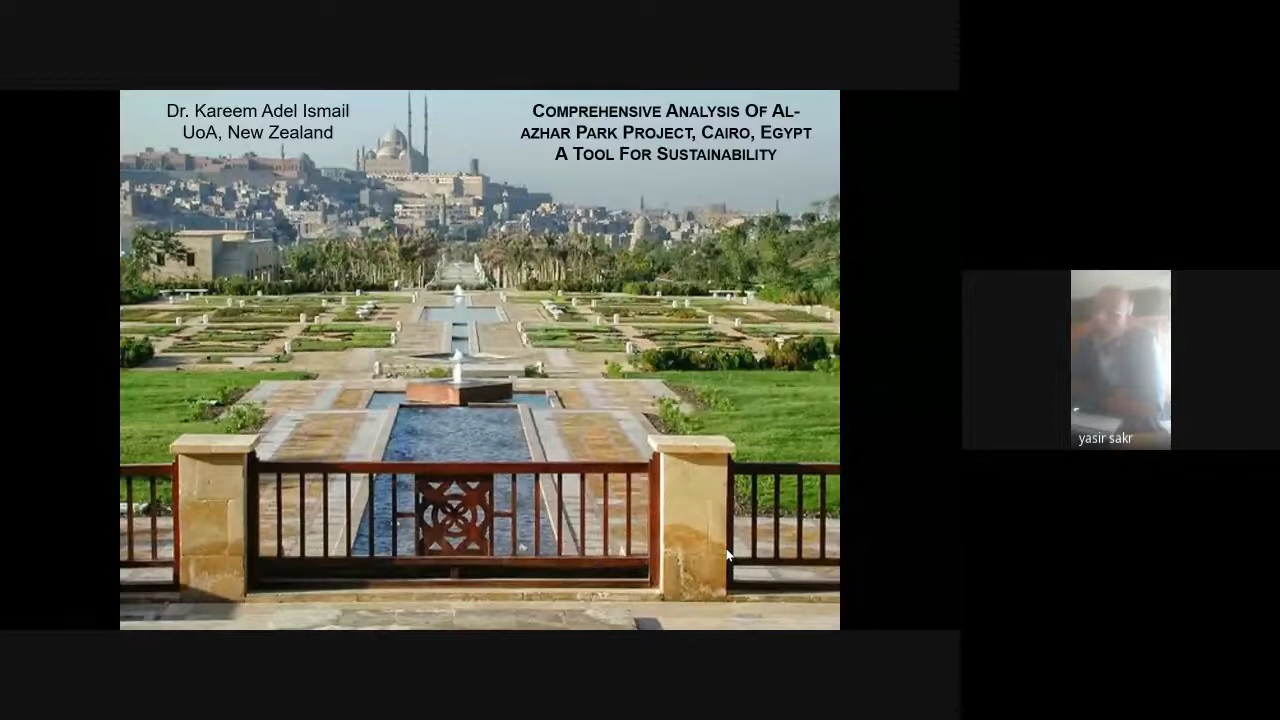 Dr. Kareem Adel Ismail
UoA, New Zealand
COMPREHENSIVE ANALYSIS OF AL-
AZHAR PARK PROJECT, CAIRO, EGYPT
A TOOL FOR SUSTAINABILITY
yasir sakr